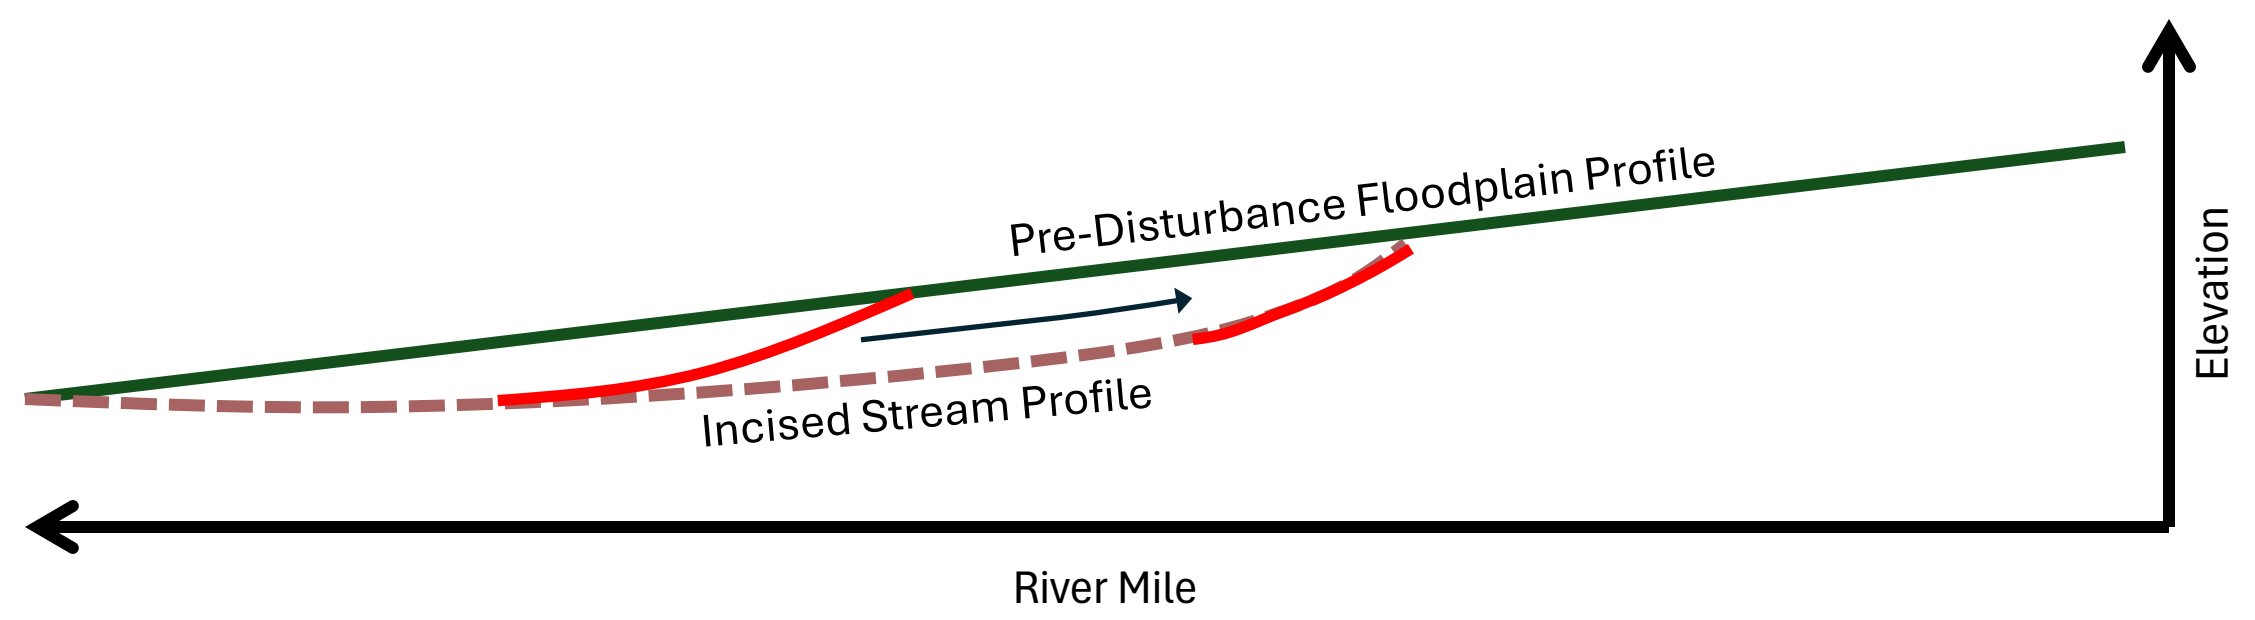 Pre-Disturbance Floodplain Profile
Incised Stream Profile
Elevation
River Mile